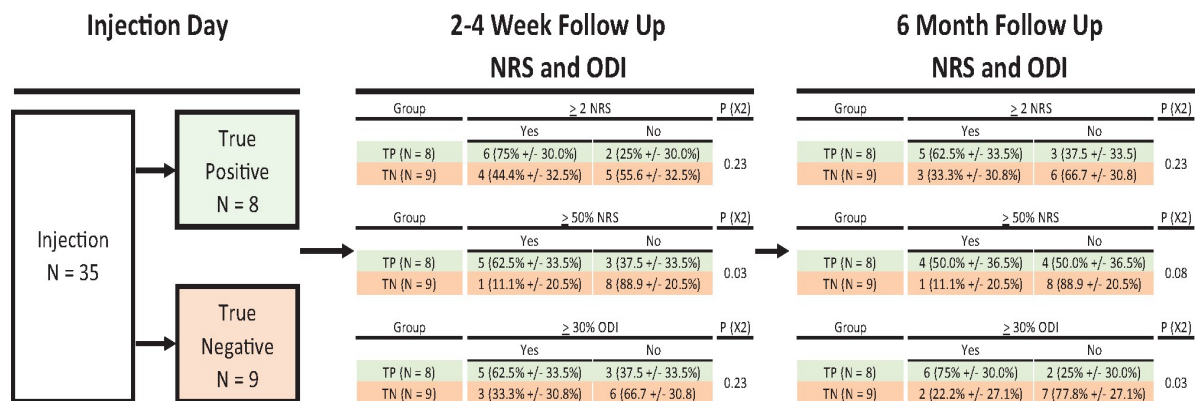 Injection Day
Injection
N = 35
True
Positive
N = 8
True
Negative
N = 9
2-4 Week Follow Up
NRS and ODI
Group ≥ 2 NRS P (X2)
Yes No
TP (N = 8) 6 (75% +/- 30.0%) 2 (25% +/- 30.0%) 0.23
TN (N = 9) 4 (44.4% +/- 32.5%) 5 (55.6 +/- 32.5%)
Group ≥ 50% NRS P (X2)
Yes No
TP (N = 8) 5 (62.5% +/- 33.5%) 3 (37.5 +/- 33.5%) 0.03
TN (N = 9) 1 (11.1% +/- 20.5%) 8 (88.9 +/- 20.5%)
Group ≥ 30% ODI P (X2)
Yes No
TP (N = 8) 5 (62.5% +/- 33.5%) 3 (37.5 +/- 33.5%) 0.23
TN (N = 9) 3 (33.3% +/- 30.8%) 6 (66.7 +/- 30.8)
6 Month Follow Up
NRS and ODI
Group ≥ 2 NRS P (X2)
Yes No
TP (N = 8) 5 (62.5% +/- 33.5%) 3 (37.5 +/- 33.5) 0.23
TN (N = 9) 3 (33.3% +/- 30.8%) 6 (66.7 +/- 30.8)
Group ≥ 50% NRS P (X2)
Yes No
TP (N = 8) 4 (50.0% +/- 36.5%) 4 (50.0% +/- 36.5%) 0.08
TN (N = 9) 1 (11.1% +/- 20.5%) 8 (88.9 +/- 20.5%)
Group ≥ 30% ODI P (X2)
Yes No
TP (N = 8) 6 (75% +/- 30.0%) 2 (25% +/- 30.0%) 0.03
TN (N = 9) 2 (22.2% +/- 27.1%) 7 (77.8% +/- 27.1%)